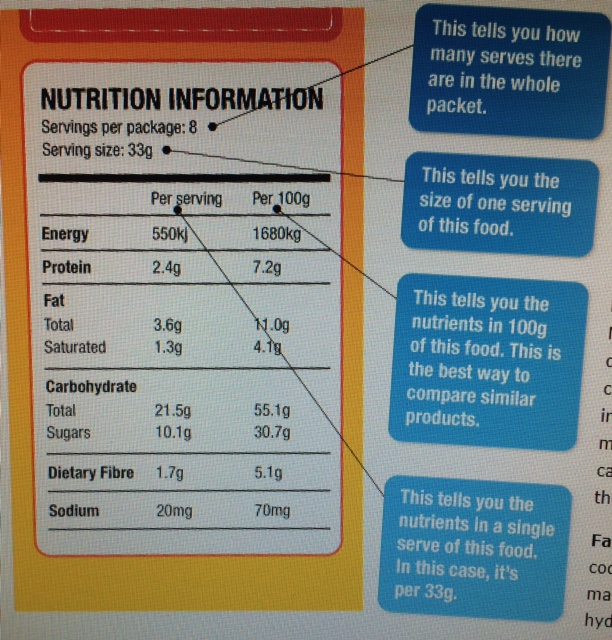 NUTRITION INFORMATION
Servings per package: 8
Serving size: 33g
Per serving Per 100g
Energy 550kj 1680kg
Protein 2.4g 7.2g
Fat
Total 3.6g 11.0g
Saturated 1.3g 4.1g
Carbohydrate
Total 21.5g 55.1g
Sugars 10.1g 30.7g
Dietary Fibre 1.7g 5.1g
Sodium 20mg 70mg
This tells you how
many serves there
are in the whole
packet.
This tells you the
size of one serving
of this food.
This tells you the
nutrients in 100g
of this food. This is
the best way to
compare similar
products.
This tells you the
nutrients in a single
serve of this food.
In this case, it's
per 33g.
in
m
ca
th
Fa
coo
ma
hyd